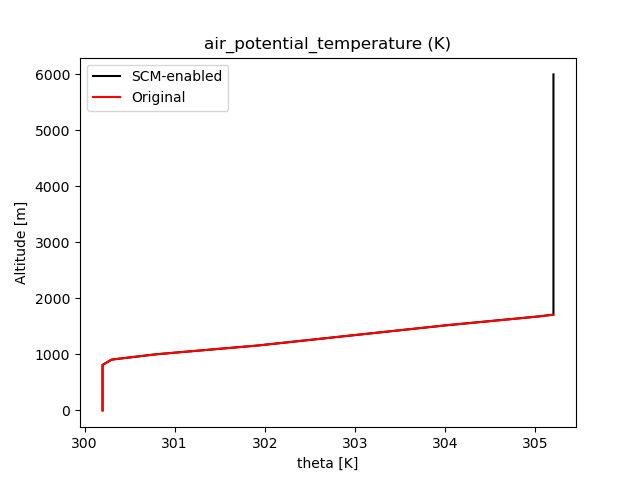 air_potential_temperature (K)
SCM-enabled
Original
6000
5000
4000
3000
2000
1000
0
Altitude [m]
300
301
302
303
304
305
theta [K]